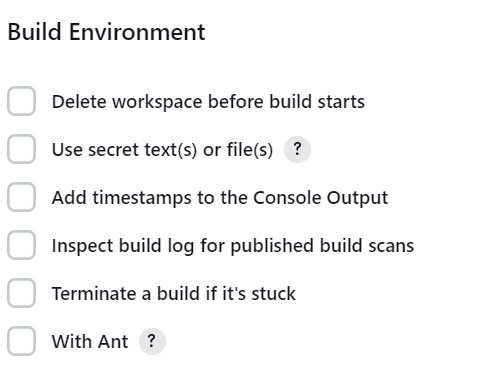 Build Environment
Delete workspace before build starts
Use secret text(s) or file(s) ?
Add timestamps to the Console Output
Inspect build log for published build scans
Terminate a build if it's stuck
With Ant ?